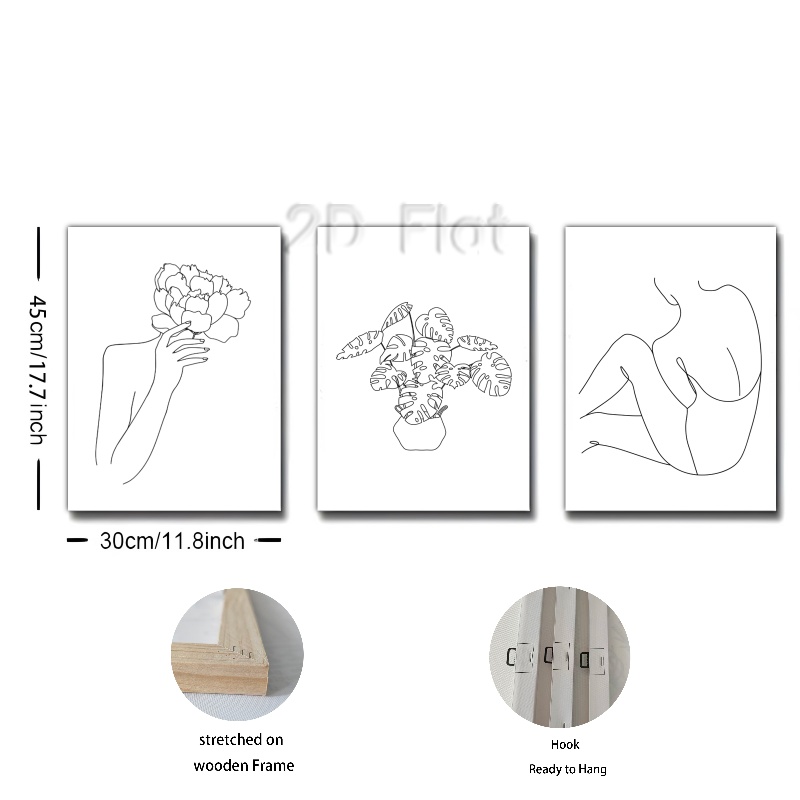 2D Flat
45cm/17.7inch
30cm/11.8inch
stretched on
wooden Frame
Hook
Ready to Hang